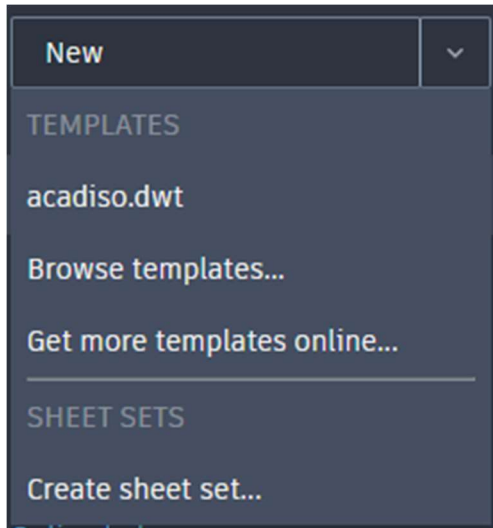 New
TEMPLATES
acadiso.dwt
Browse templates...
Get more templates online...
SHEET SETS
Create sheet set...